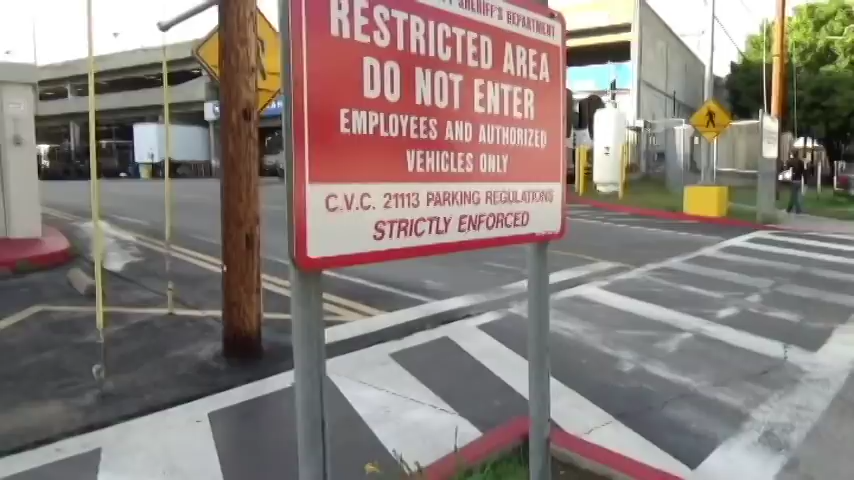 SHERIFF'S DEPARTMENT
RESTRICTED AREA
DO NOT ENTER
EMPLOYEES AND AUTHORIZED
VEHICLES ONLY
C.V.C. 21113 PARKING REGULATIONS
STRICTLY ENFORCED